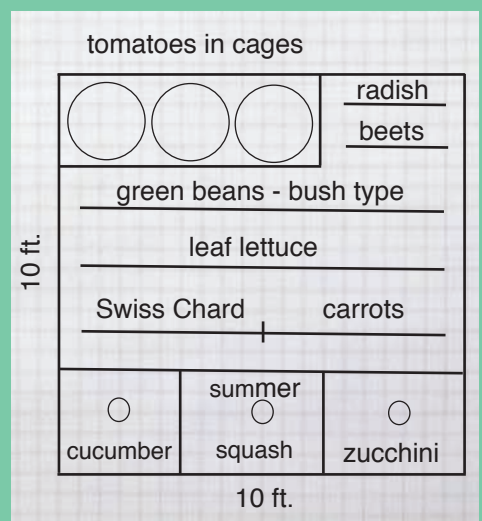 tomatoes in cages
radish
beets
green beans - bush type
leaf lettuce
10 ft.
Swiss Chard carrots
summer
cucumber squash zucchini
10 ft.